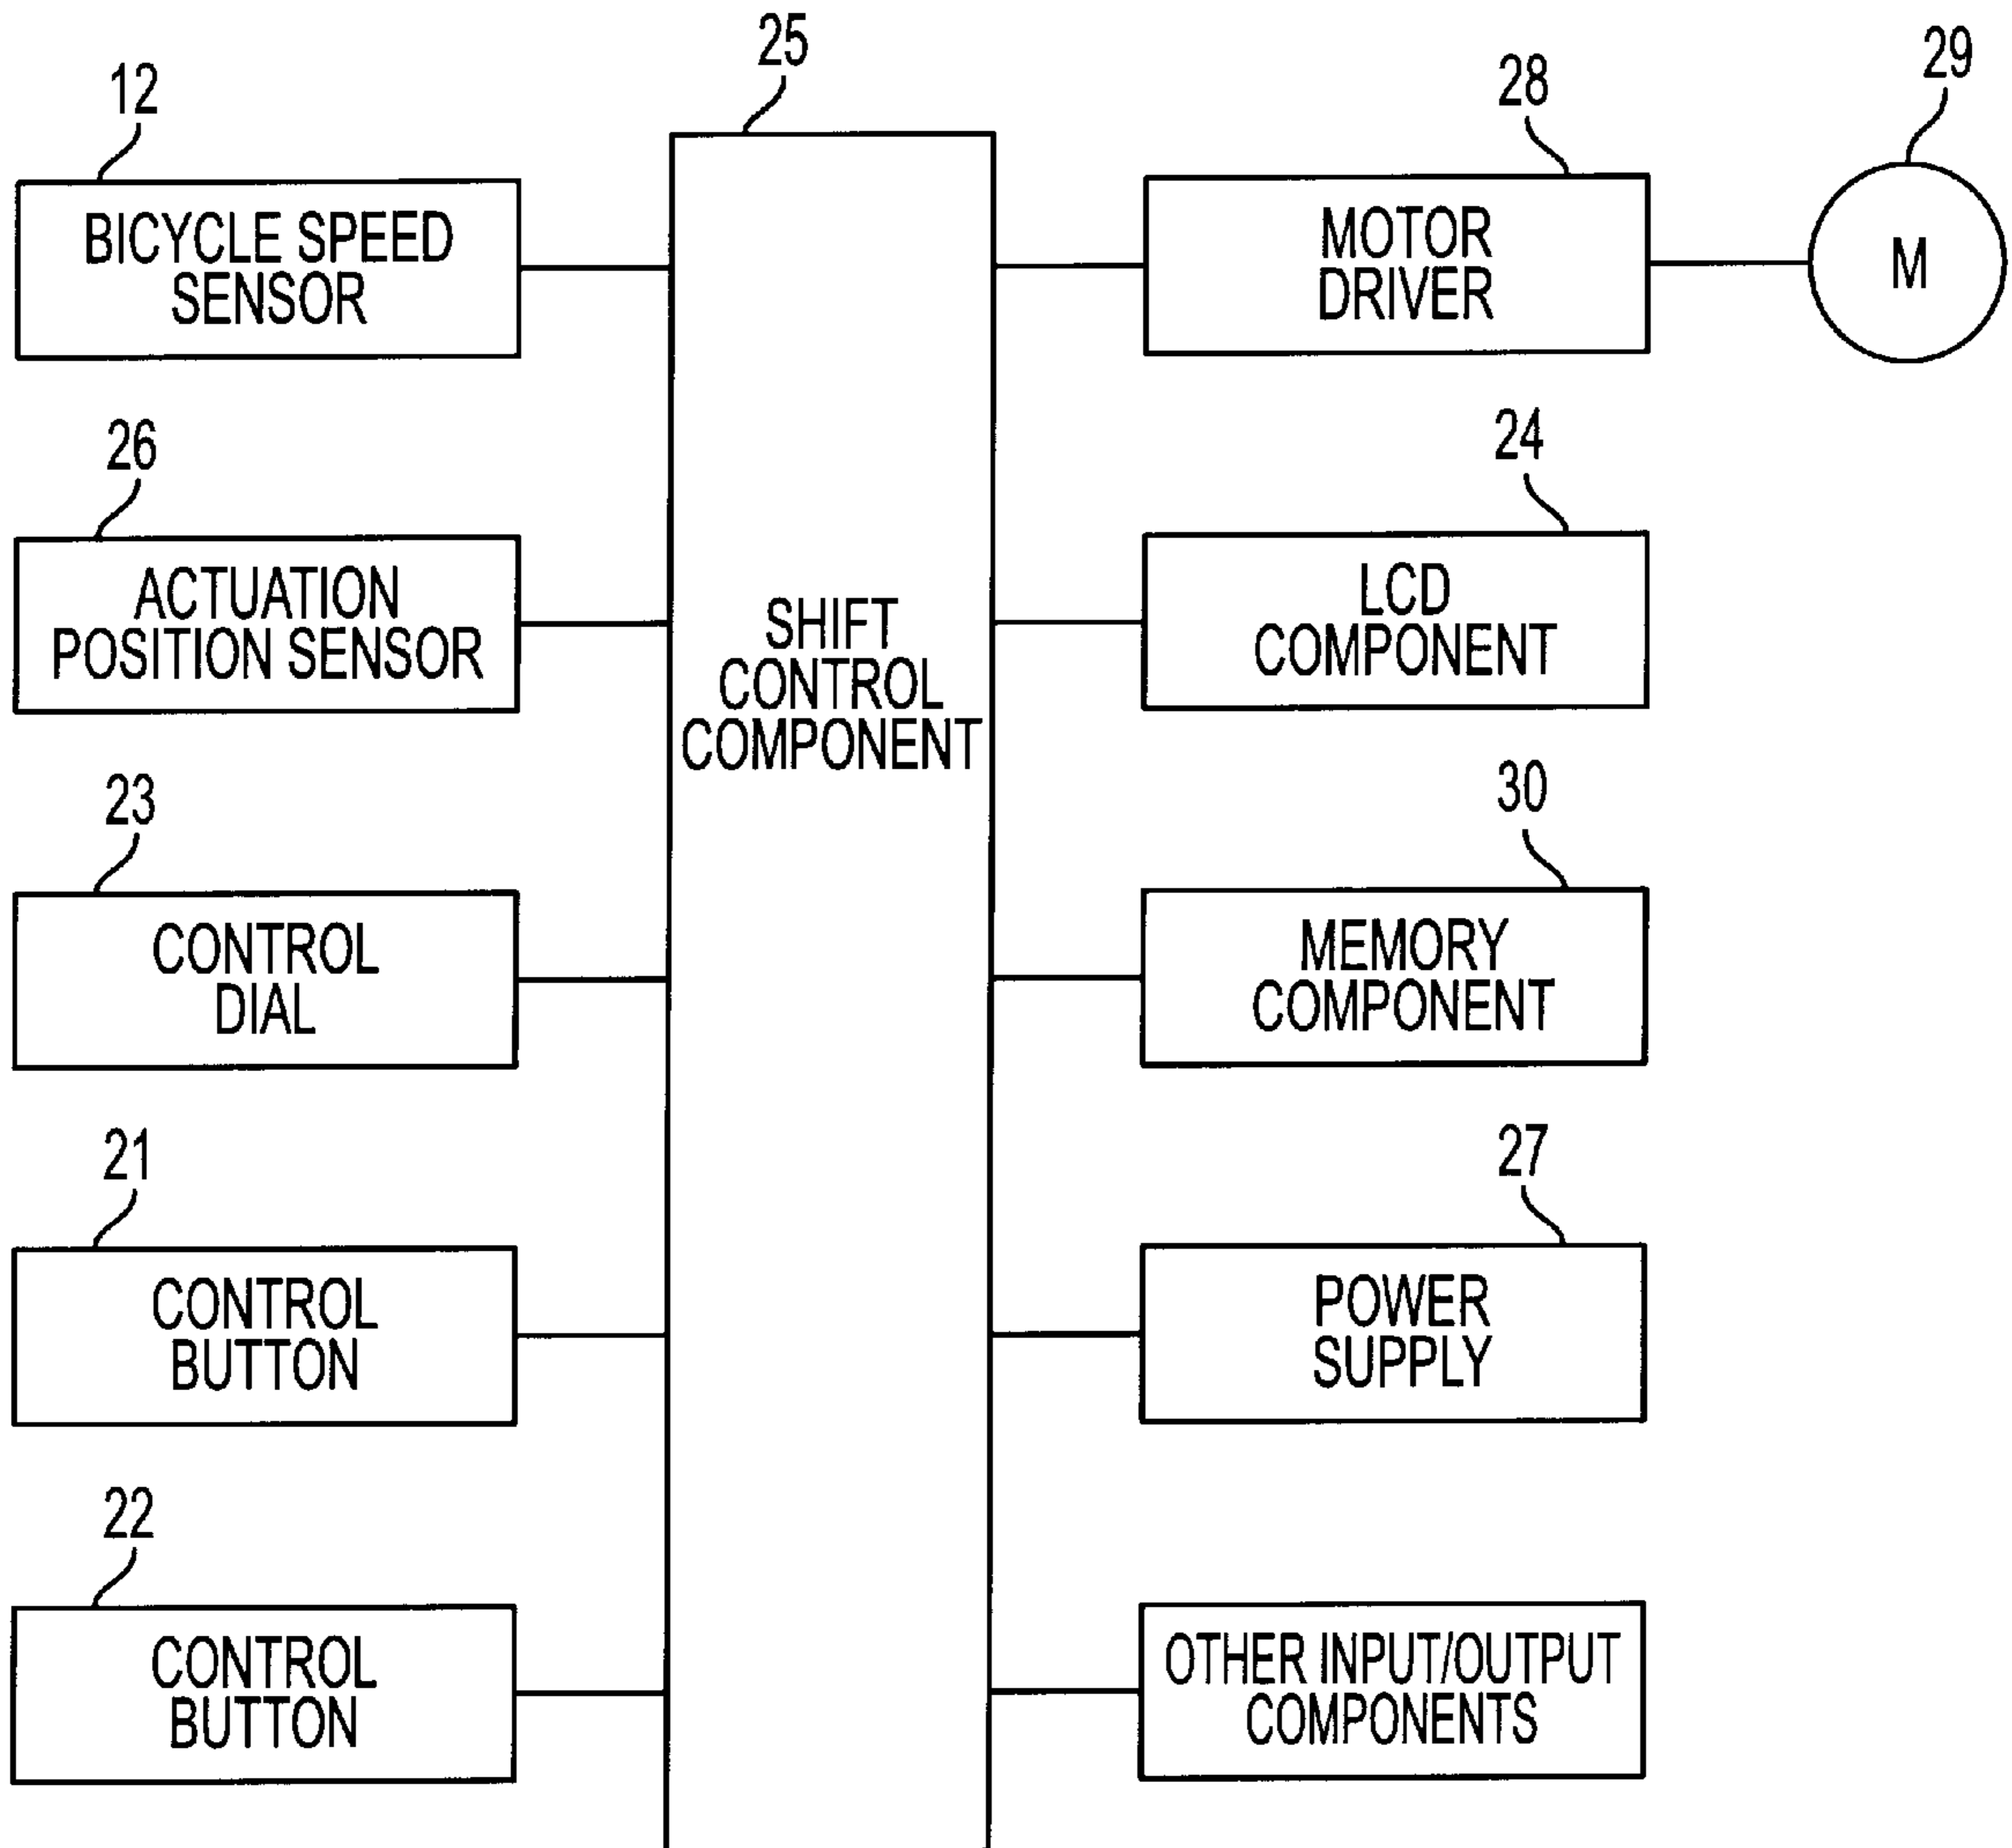 25
12
28
29
BICYCLE SPEED
SENSOR
MOTOR
DRIVER
M
26
24
ACTUATION
POSITION SENSOR
SHIFT
CONTROL
COMPONENT
LCD
COMPONENT
23
30
CONTROL
DIAL
MEMORY
COMPONENT
21
27
CONTROL
BUTTON
POWER
SUPPLY
22
CONTROL
BUTTON
OTHER INPUT/OUTPUT
COMPONENTS